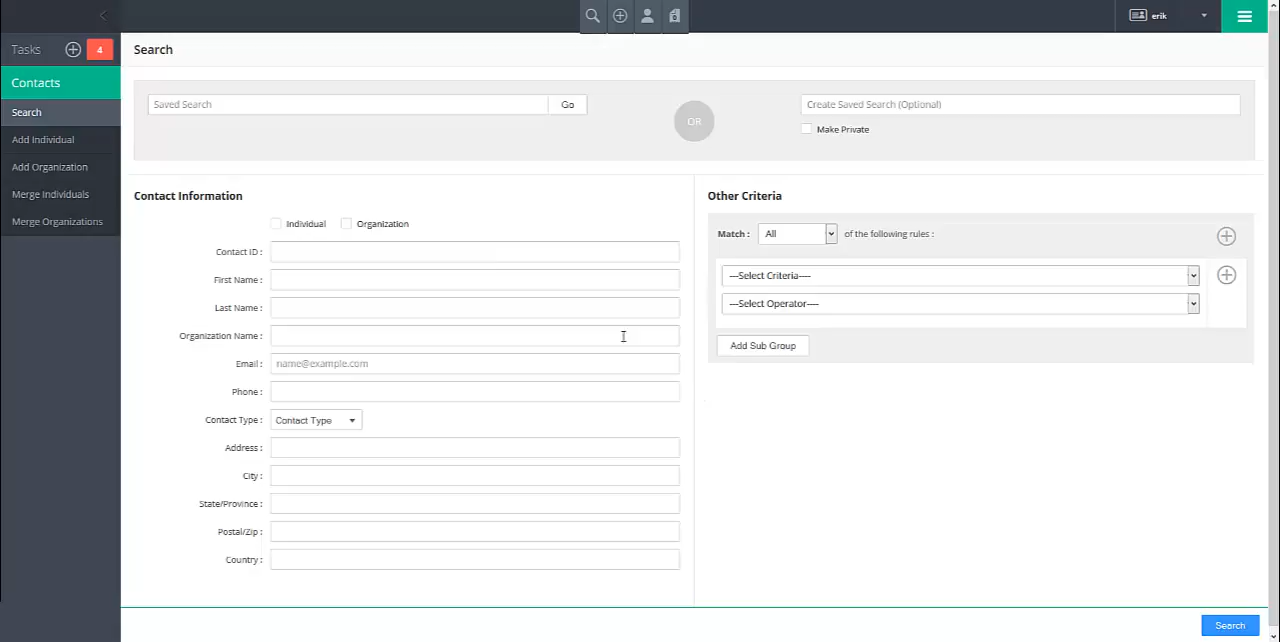 erik
Tasks
4
Contacts
Search
Add Individual
Add Organization
Merge Individuals
Merge Organizations
Search
Saved Search
Go
OR
Create Saved Search (Optional)
Make Private
Contact Information
Individual
Organization
Contact ID :
First Name :
Last Name :
Organization Name :
Email :
name@example.com
Phone :
Contact Type :
Contact Type
Address :
City :
State/Province :
Postal/Zip :
Country :
Other Criteria
Match :
All
of the following rules :
---Select Criteria----
---Select Operator----
Add Sub Group
Search